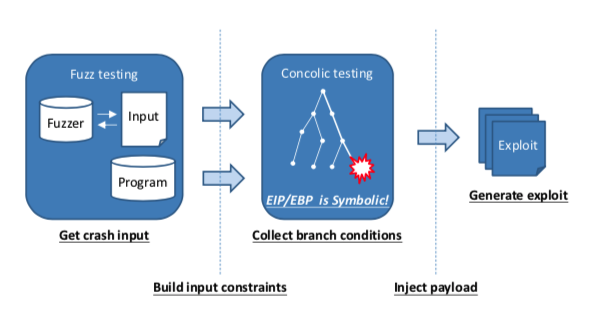 Fuzz testing
Fuzzer
Input
Program
Get crash input
Build input constraints
Concolic testing
EIP/EBP is Symbolic!
Collect branch conditions
Inject payload
Exploit
Generate exploit